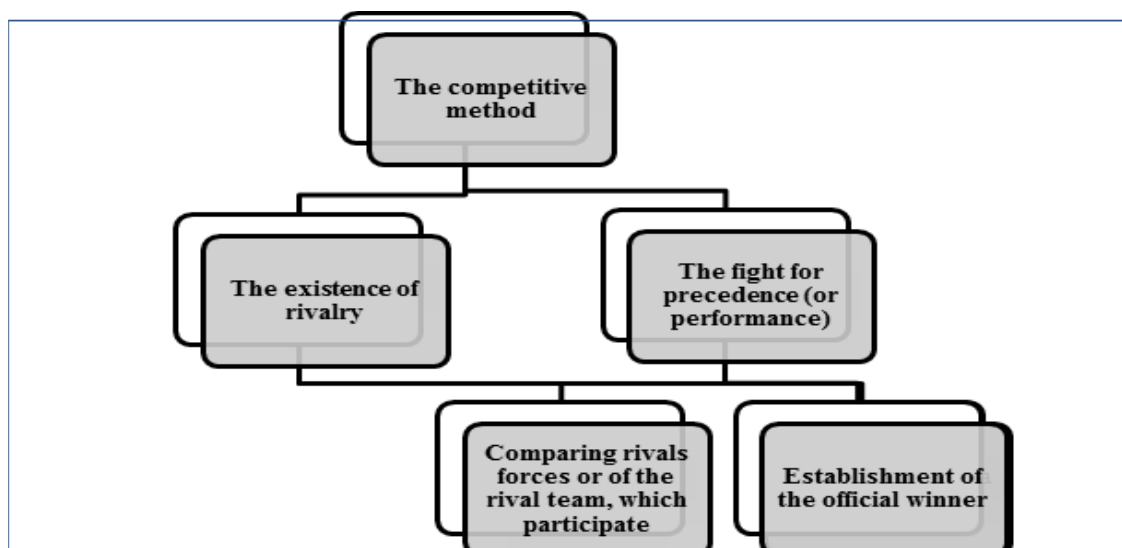 The competitive
method
The existence of
rivalry
The fight for
precedence (or
performance)
Comparing rivals
forces or of the
rival team, which
participate
Establishment of
the official winner